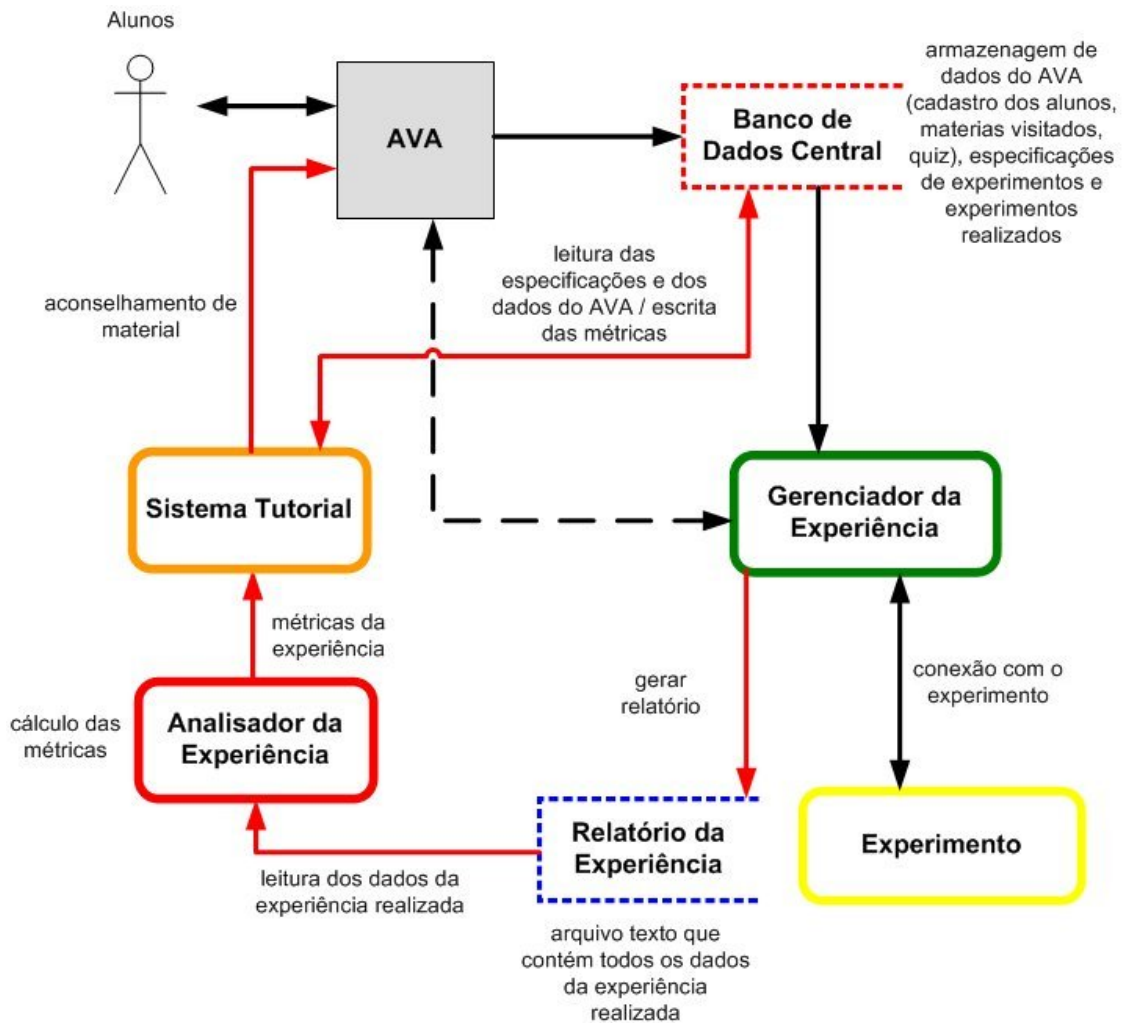 Alunos
AVA
Banco de
Dados Central
armazenagem de
dados do AVA
(cadastro dos alunos,
materias visitados,
quiz), especificações
de experimentos e
experimentos
realizados
leitura das
especificações e dos
dados do AVA / escrita
das métricas
aconselhamento de
material
Sistema Tutorial
Gerenciador da
Experiência
métricas da
experiência
gerar
relatório
conexão com o
experimento
cálculo das
métricas
Analisador da
Experiência
Relatório da
Experiência
Experimento
leitura dos dados da
experiência realizada
arquivo texto que
contém todos os dados
da experiência
realizada